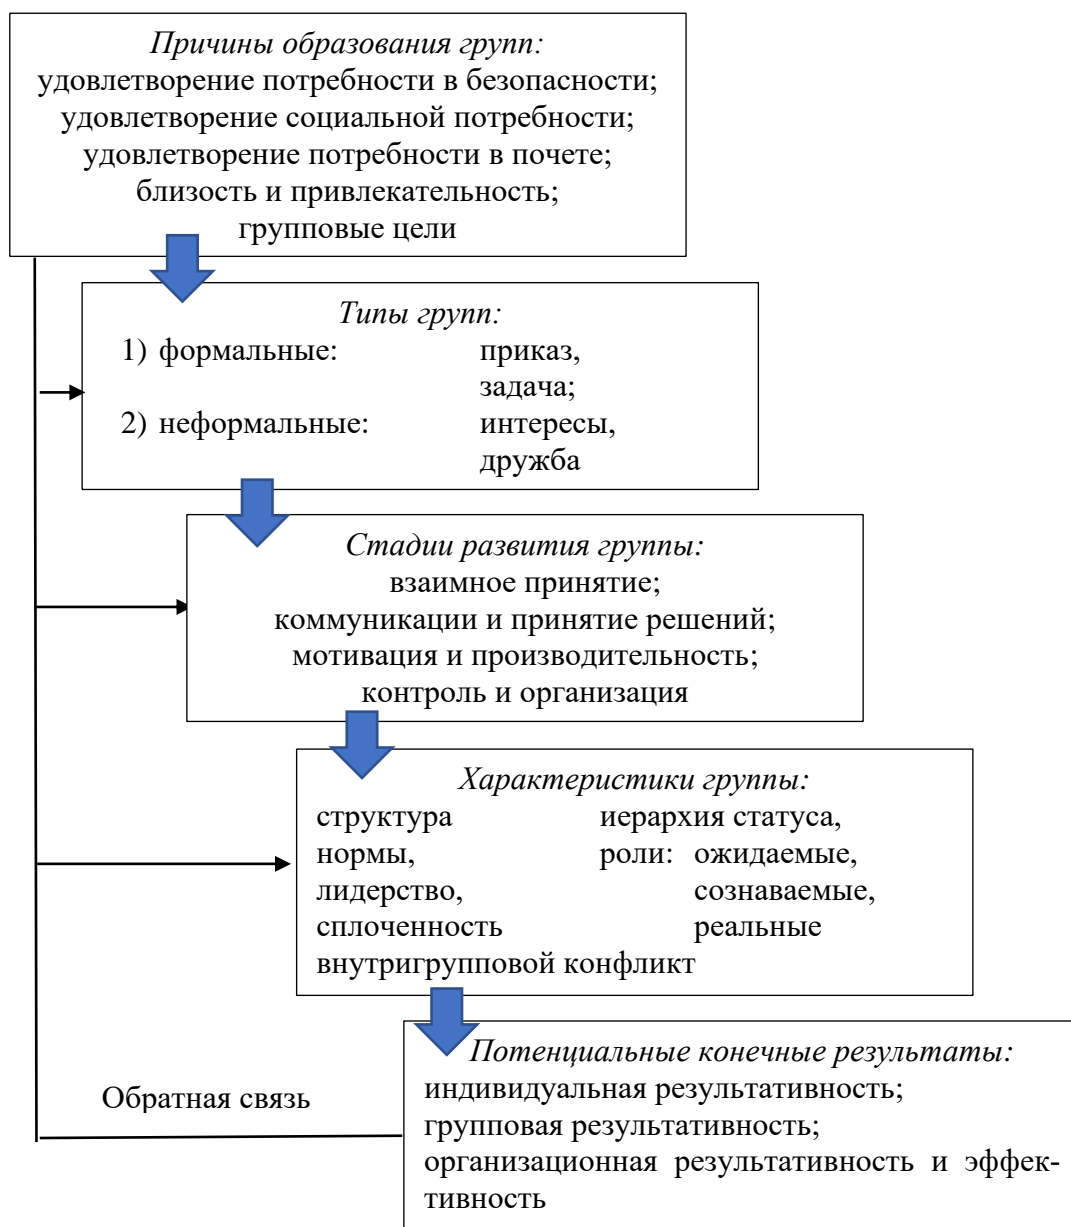 Причины образования групп:
удовлетворение потребности в безопасности;
удовлетворение социальной потребности;
удовлетворение потребности в почете;
близость и привлекательность;
групповые цели
Типы групп:
1) формальные: приказ,
задача;
2) неформальные: интересы,
дружба
Стадии развития группы:
взаимное принятие;
коммуникации и принятие решений;
мотивация и производительность;
контроль и организация
Характеристики группы:
структура иерархия статуса,
нормы, роли: ожидаемые,
лидерство, сознаваемые,
сплоченность реальные
внутригрупповой конфликт
Потенциальные конечные результаты:
индивидуальная результативность;
групповая результативность;
организационная результативность и эффек-
тивность
Обратная связь